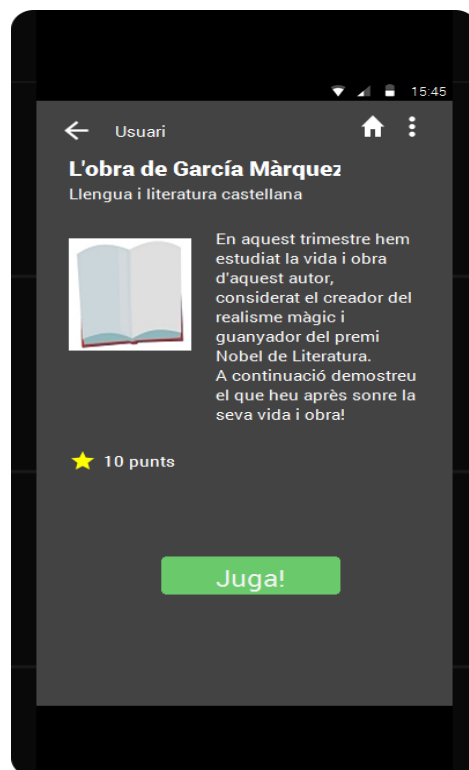 15:45
Usuari
L'obra de García Màrquez
Llengua i literatura castellana
En aquest trimestre hem
estudiat la vida i obra
d'aquest autor,
considerat el creador del
realisme màgic i
guanyador del premi
Nobel de Literatura.
A continuació demostreu
el que heu après sonre la
seva vida i obra!
10 punts
Juga!